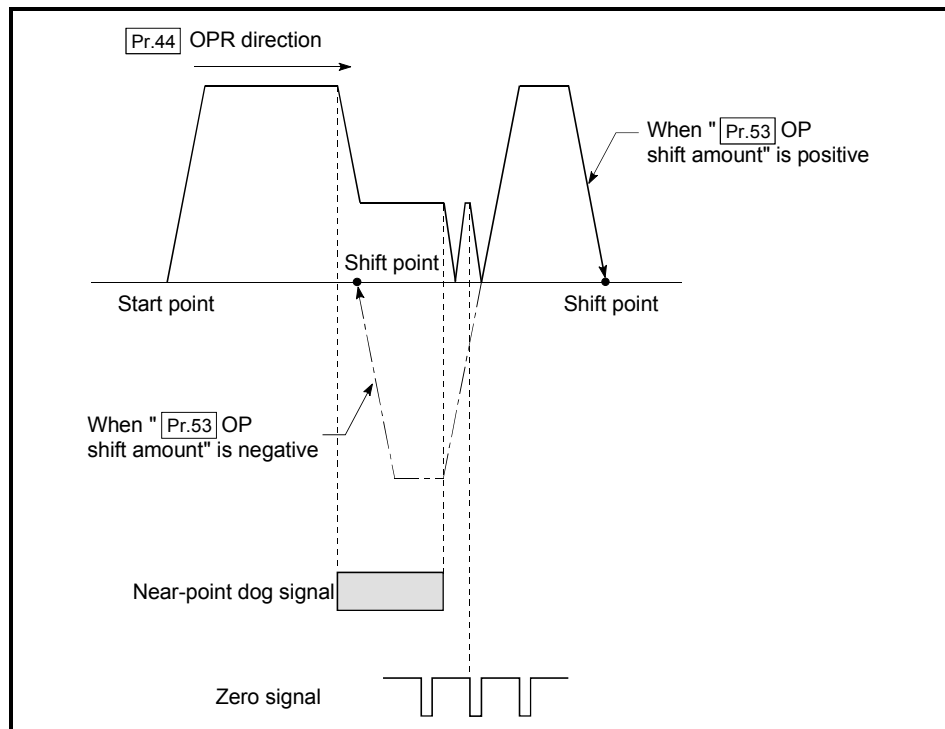 Pr.44 OPR direction
When " Pr.53 OP
shift amount" is positive
Shift point
Start point
Shift point
When " Pr.53 OP
shift amount" is negative
Near-point dog signal
Zero signal